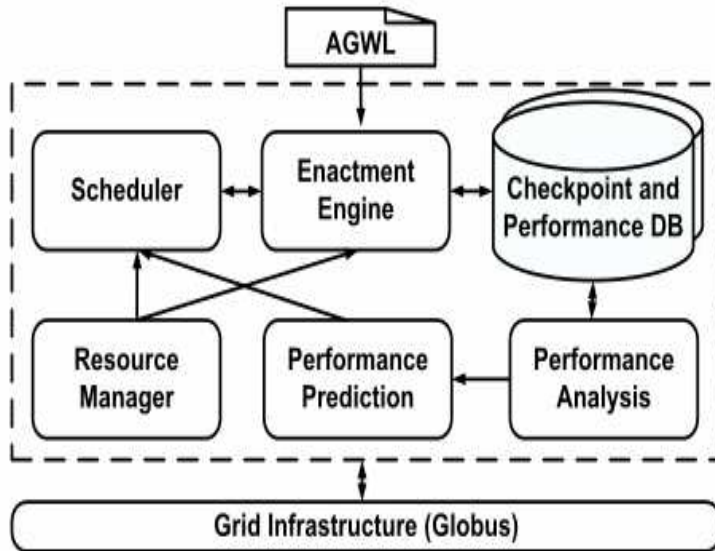 AGWL
Scheduler
Enactment
Engine
Checkpoint and
Performance DB
Resource
Manager
Performance
Prediction
Performance
Analysis
Grid Infrastructure (Globus)